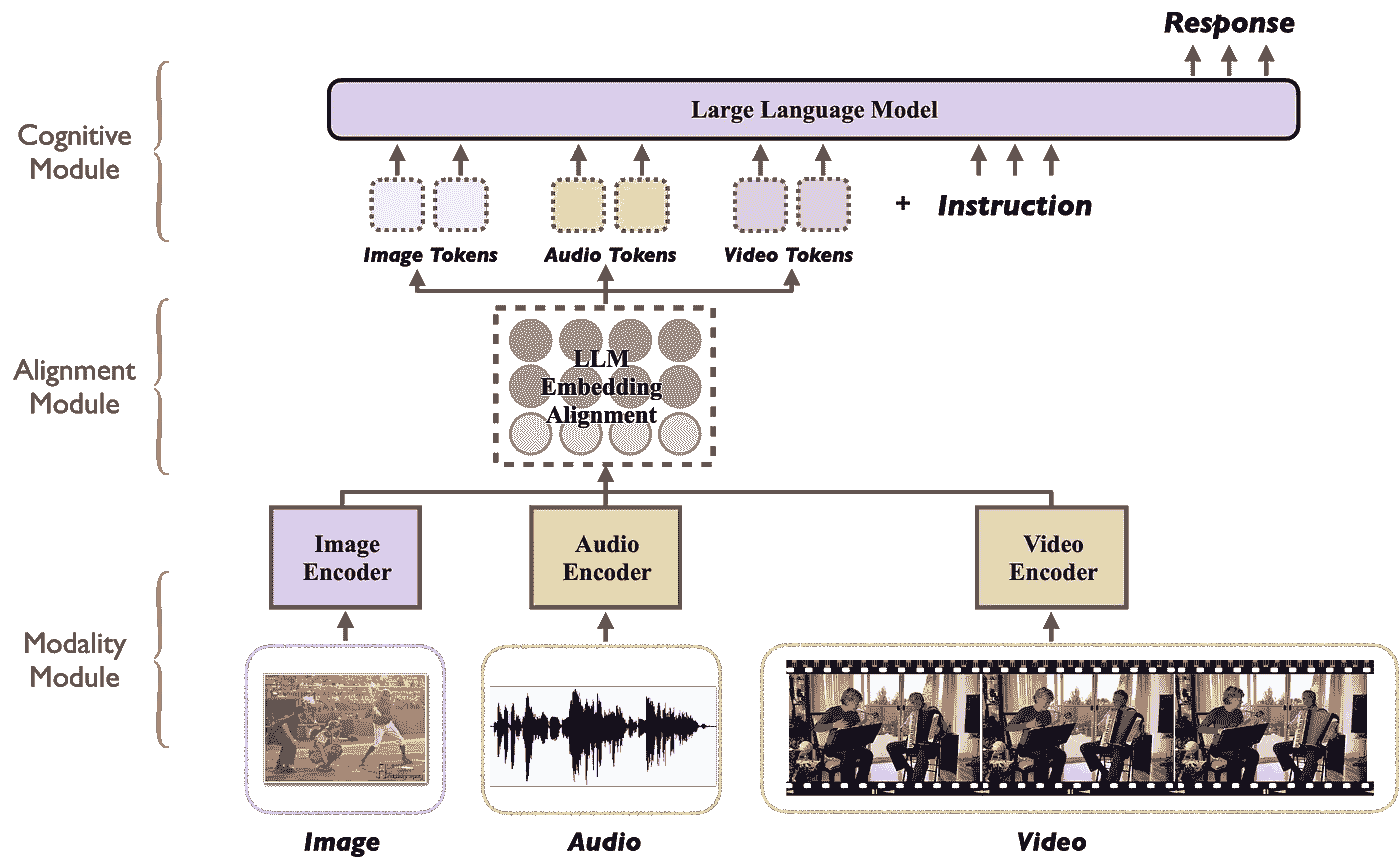 Response
Large Language Model
Cognitive
Module
+ Instruction
Image Tokens
Audio Tokens
Video Tokens
Alignment
Module
LLM
Embedding
Alignment
Image
Encoder
Audio
Encoder
Video
Encoder
Modality
Module
Image
Audio
Video